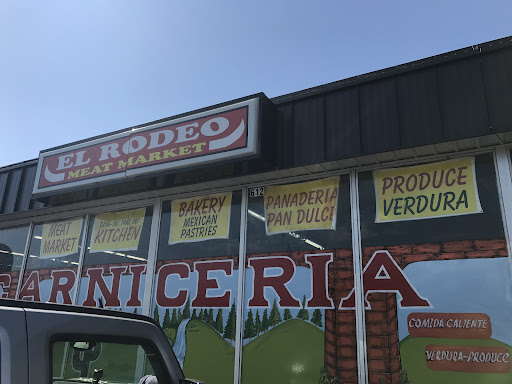 EL RODEO
MEAT MARKET
MEAT
MARKET
KITCHEN
BAKERY
MEXICAN
PASTRIES
612
PANADERIA
PAN DULCE
PRODUCE
VERDURA
CARNICERIA
COMIDA CALIENTE
VERDURA-PRODUCE